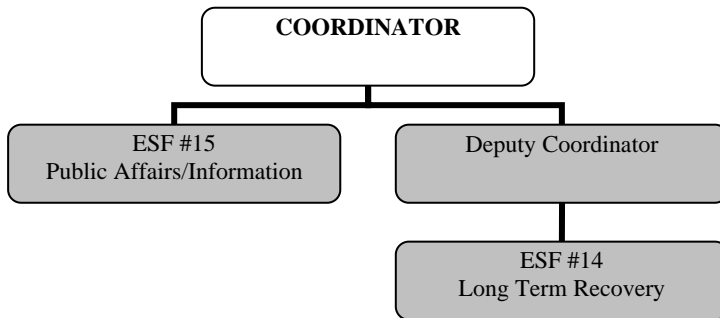 COORDINATOR
ESF #15
Public Affairs/Information
Deputy Coordinator
ESF #14
Long Term Recovery